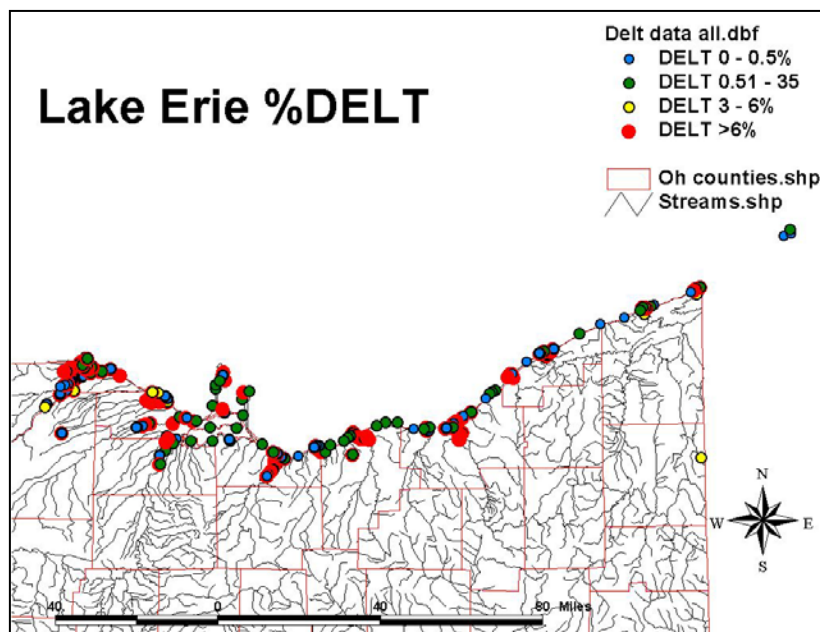 Delt data all.dbf
DELT 0 - 0.5%
DELT 0.51 - 35
DELT 3 - 6%
DELT >6%
Lake Erie %DELT
Oh counties.shp
Streams.shp
N
W E
S
40 0 40 80 Miles